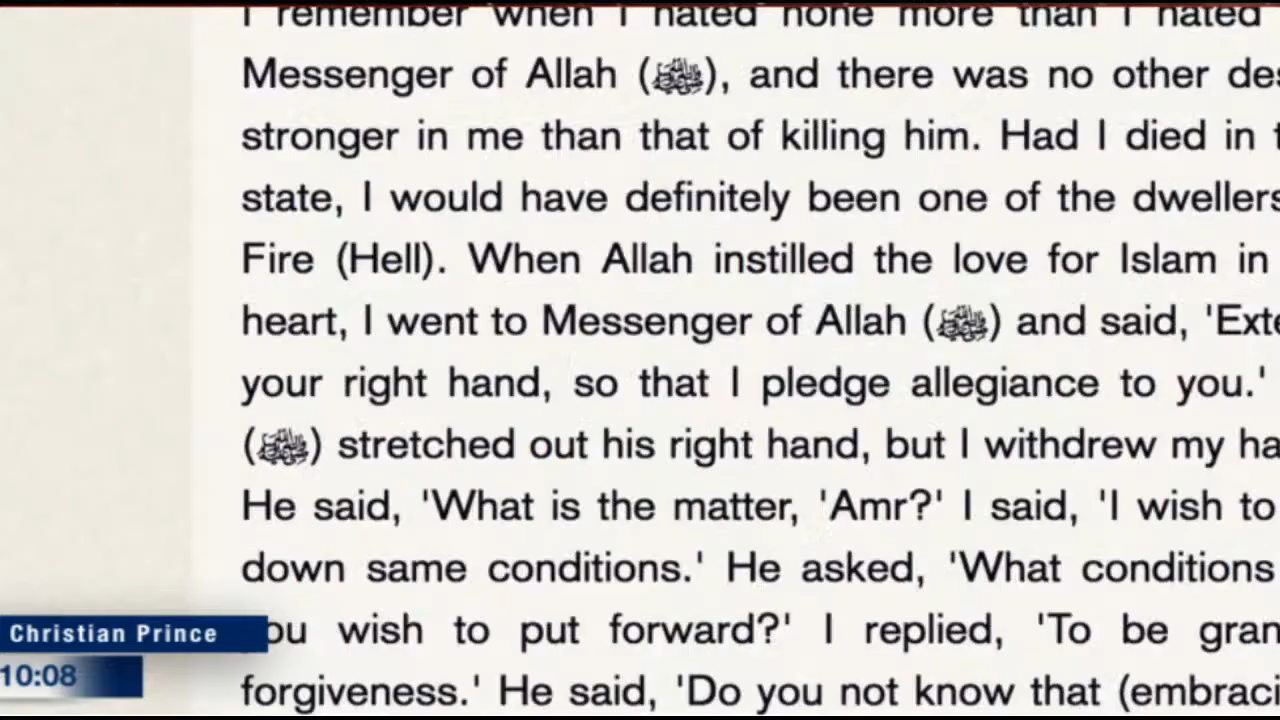 I remember when I hated none more than I hated
Messenger of Allah (ﷺ), and there was no other des
stronger in me than that of killing him. Had I died in t
state, I would have definitely been one of the dwellers
Fire (Hell). When Allah instilled the love for Islam in
heart, I went to Messenger of Allah (ﷺ) and said, 'Exte
your right hand, so that I pledge allegiance to you.'
(ﷺ) stretched out his right hand, but I withdrew my ha
He said, 'What is the matter, 'Amr?' I said, 'I wish to
down same conditions.' He asked, 'What conditions
ou wish to put forward?' I replied, 'To be gran
forgiveness.' He said, 'Do you not know that (embraci
Christian Prince
10:08